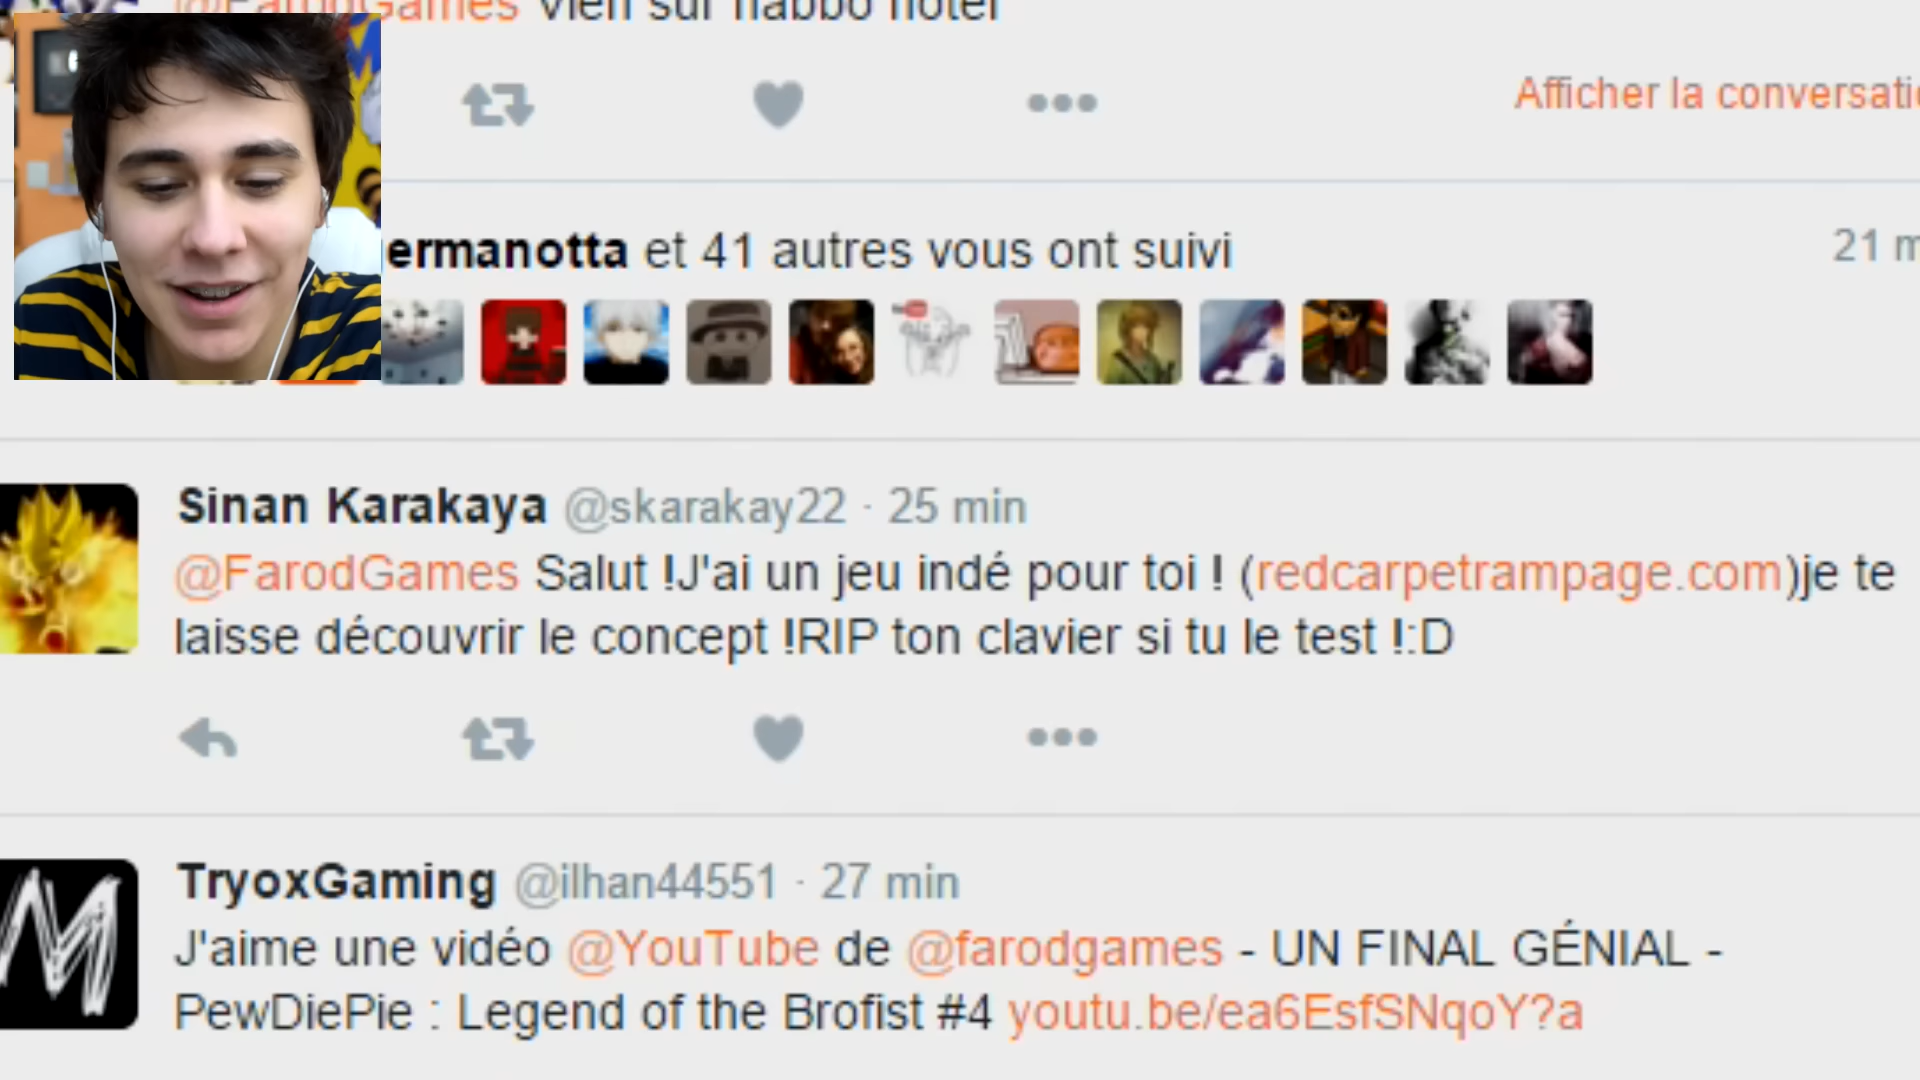 @FarodGames vien sur habbo hotel
Afficher la
ermanotta et 41 autres vous ont suivi
21
Sinan Karakaya @skarakay22 · 25 min
@FarodGames Salut !J'ai un jeu indé pour toi ! (redcarpetrampage.com)je te
laisse découvrir le concept !RIP ton clavier si tu le test !:D
TryoxGaming @ilhan44551 · 27 min
J'aime une vidéo @YouTube de @farodgames - UN FINAL GÉNIAL -
PewDiePie : Legend of the Brofist #4 youtu.be/ea6EsfSNqoY?a